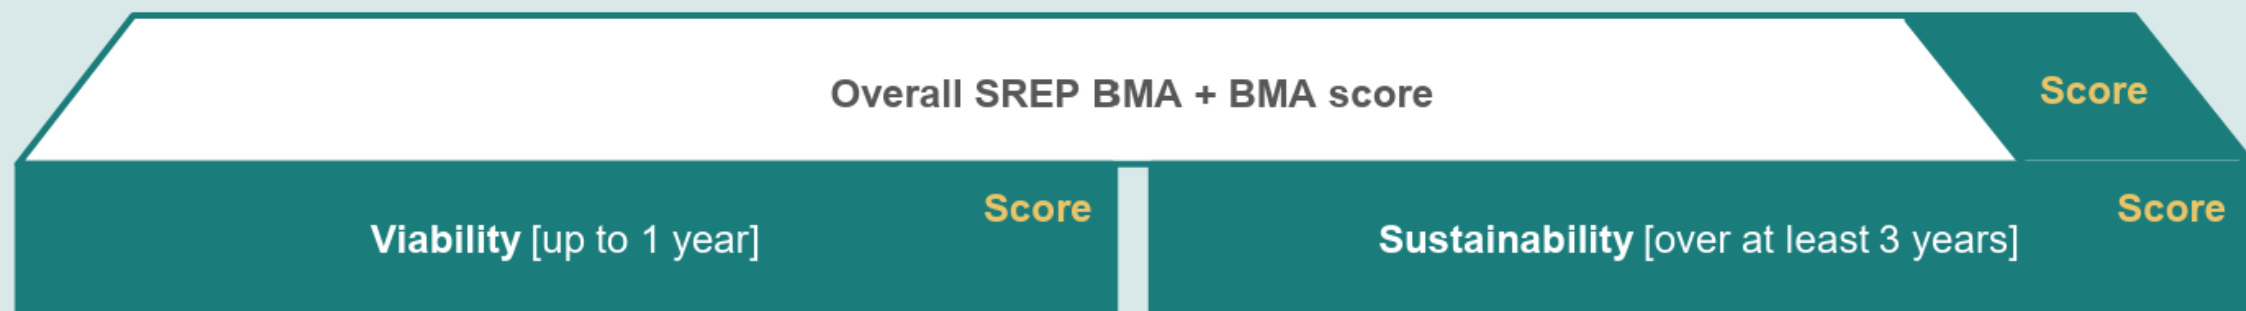 Overall SREP BMA + BMA score
Score
Viability [up to 1 year]
Score
Sustainability [over at least 3 years]
Score